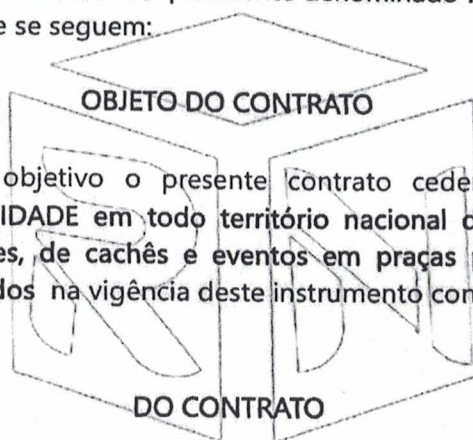 e se seguem:
OBJETO DO CONTRATO
objetivo o presente contrato cede
IDADE em todo território nacional d
es, de cachês e eventos em praças
dos na vigência deste instrumento con
DO CONTRATO